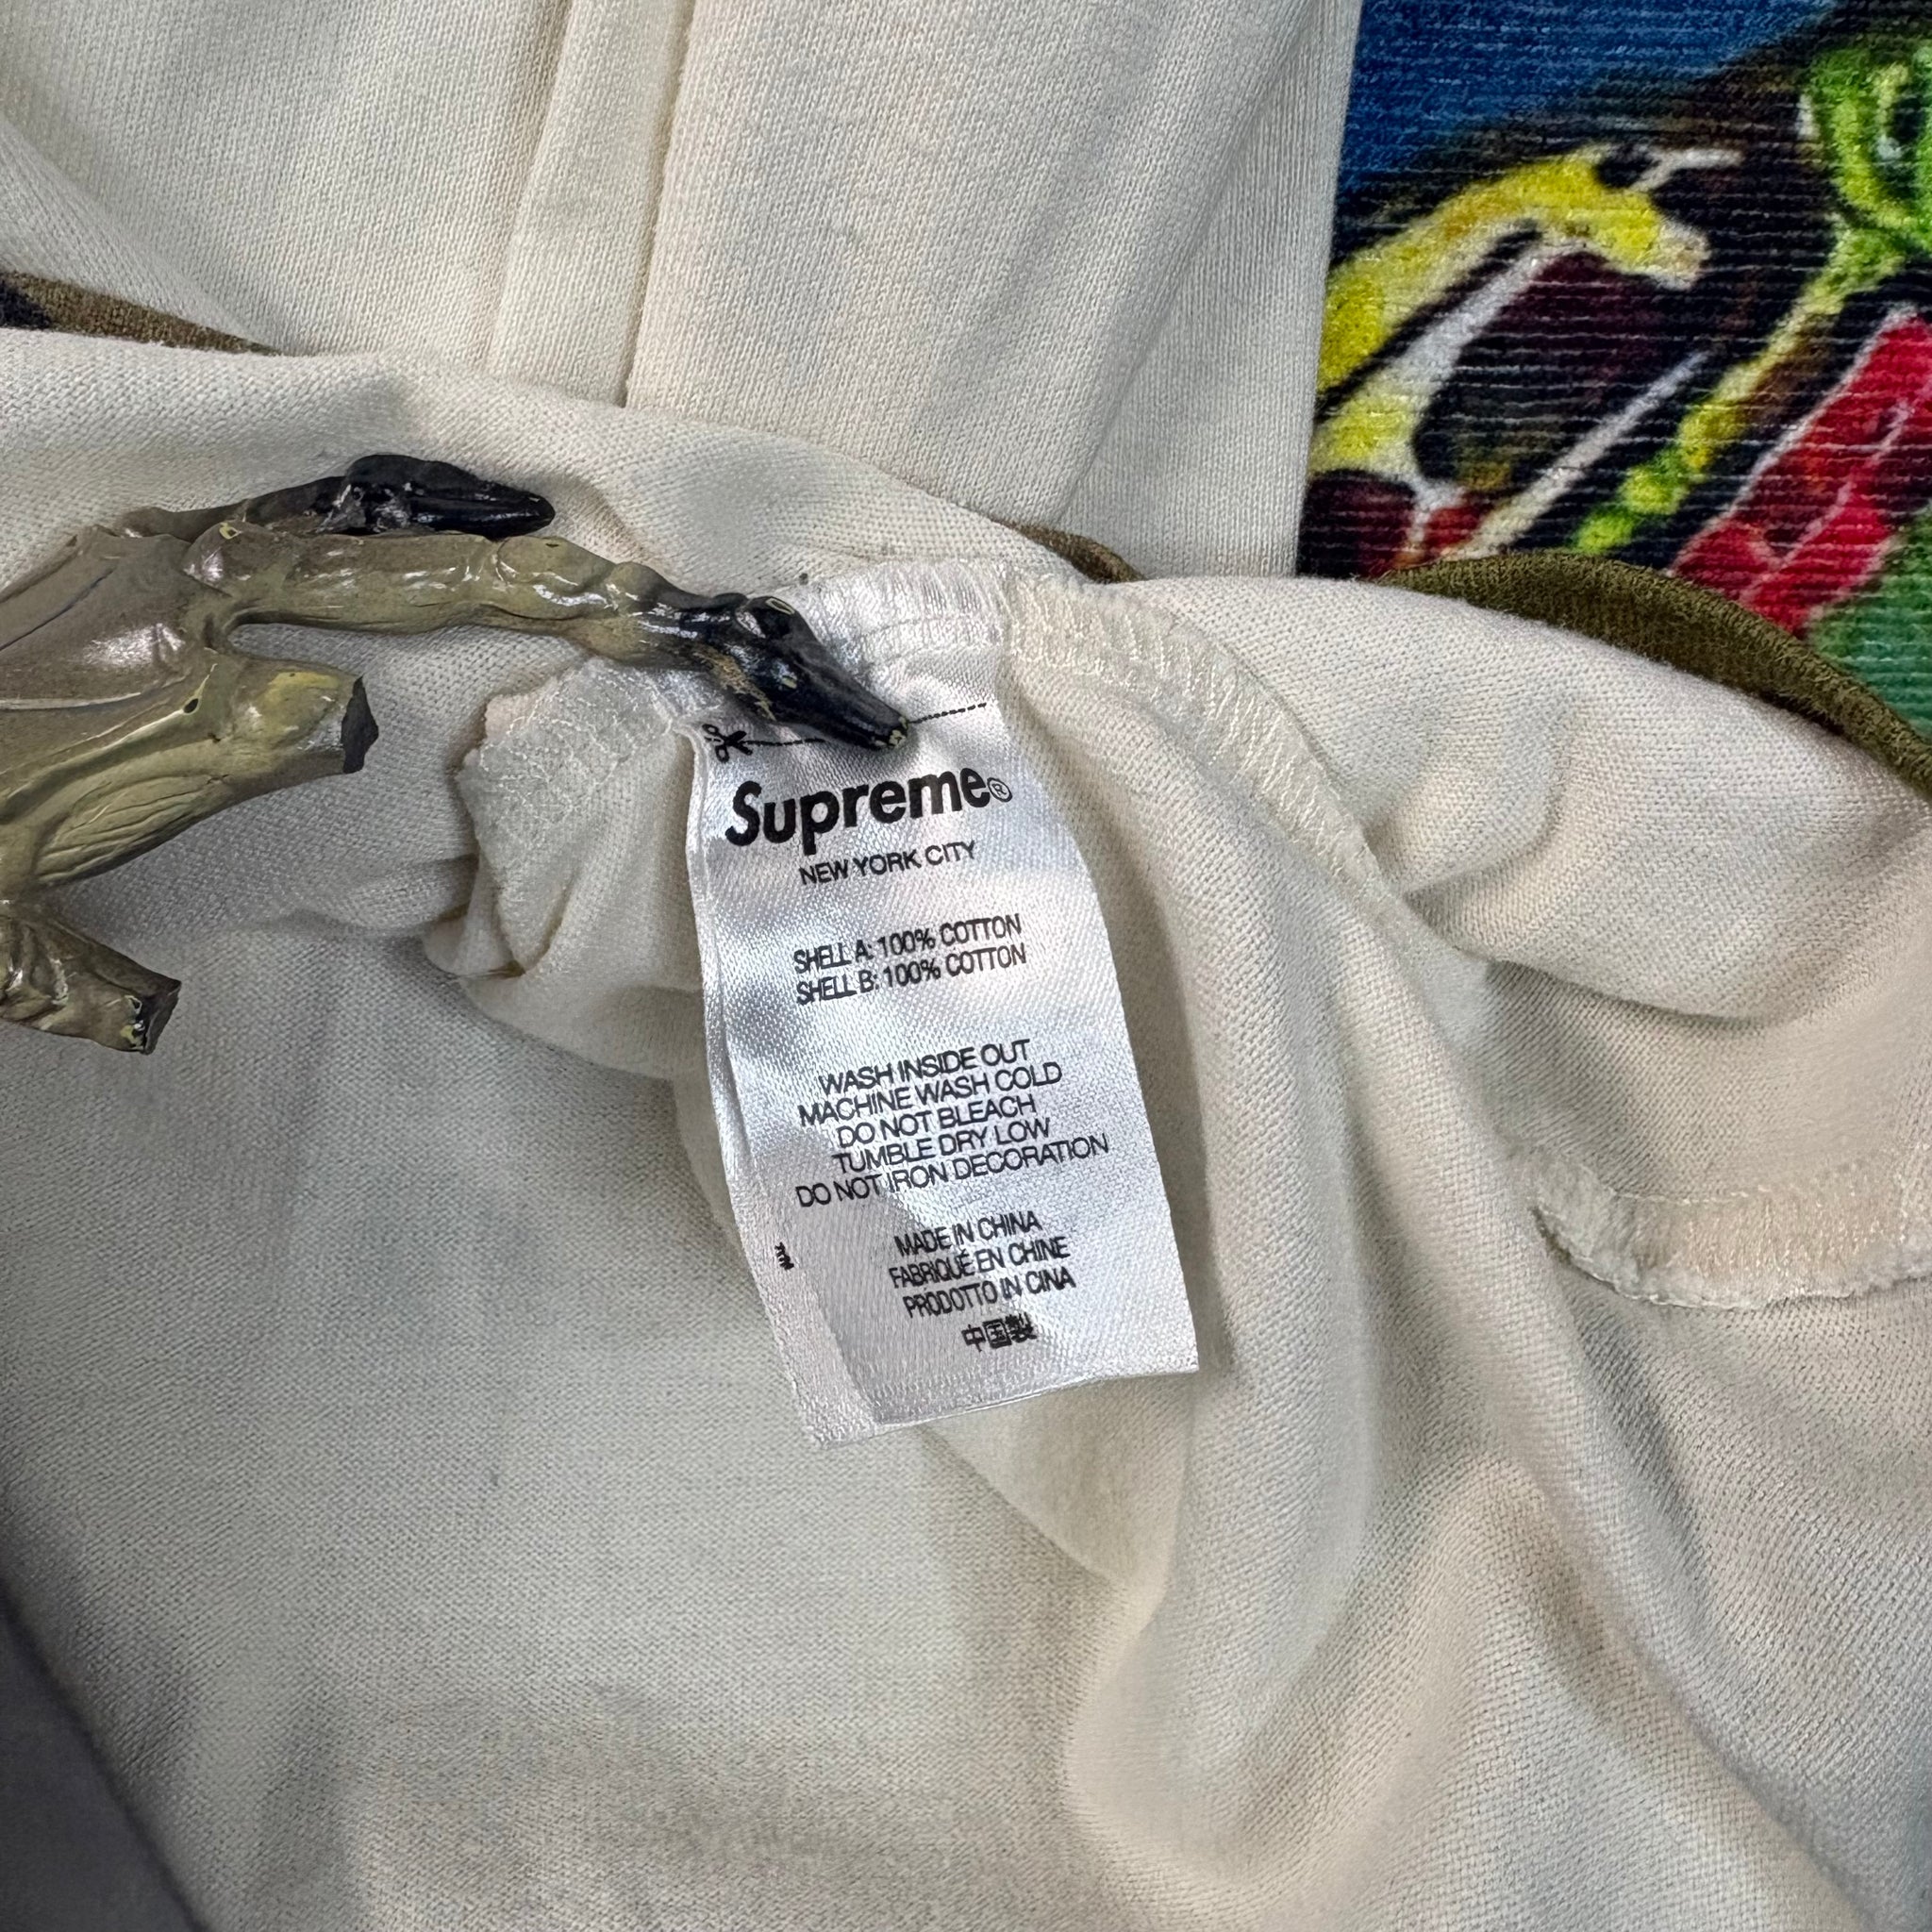 Supreme®
NEW YORK CITY
SHELL A: 100% COTTON
SHELL B: 100% COTTON
WASH INSIDE OUT
MACHINE WASH COLD
DO NOT BLEACH
TUMBLE DRY LOW
DO NOT IRON DECORATION
MADE IN CHINA
FABRIQUÉ EN CHINE
PRODOTTO IN CINA
中国製